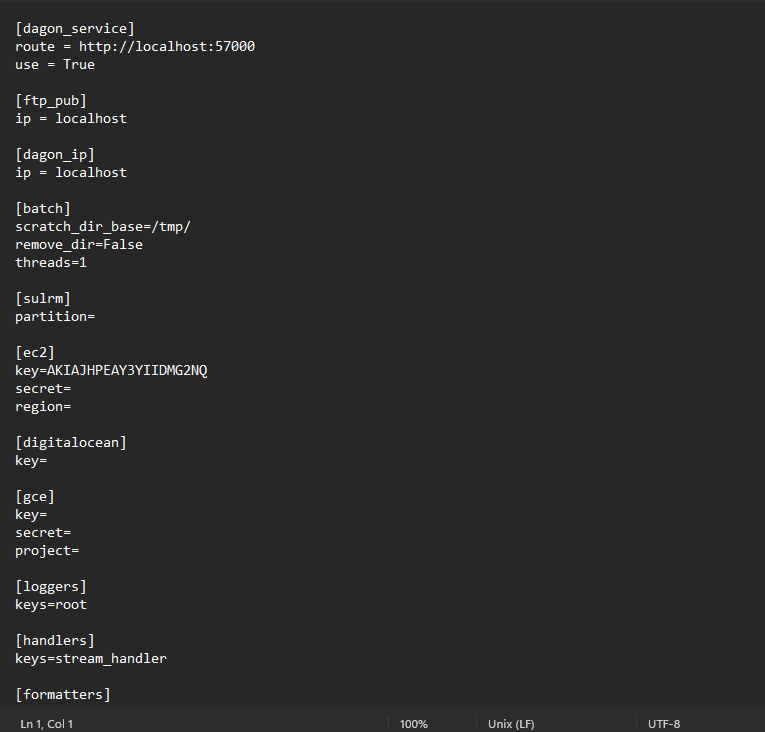 [dagon_service]
route = http://localhost:57000
use = True
[ftp_pub]
ip = localhost
[dagon_ip]
ip = localhost
[batch]
scratch_dir_base=/tmp/
remove_dir=False
threads=1
[sulrm]
partition=
[ec2]
key=AKIAJHPEAY3YIIDMG2NQ
secret=
region=
[digitalocean]
key=
[gce]
key=
secret=
project=
[loggers]
keys=root
[handlers]
keys=stream_handler
[formatters]
Ln 1, Col 1 100% Unix (LF) UTF-8